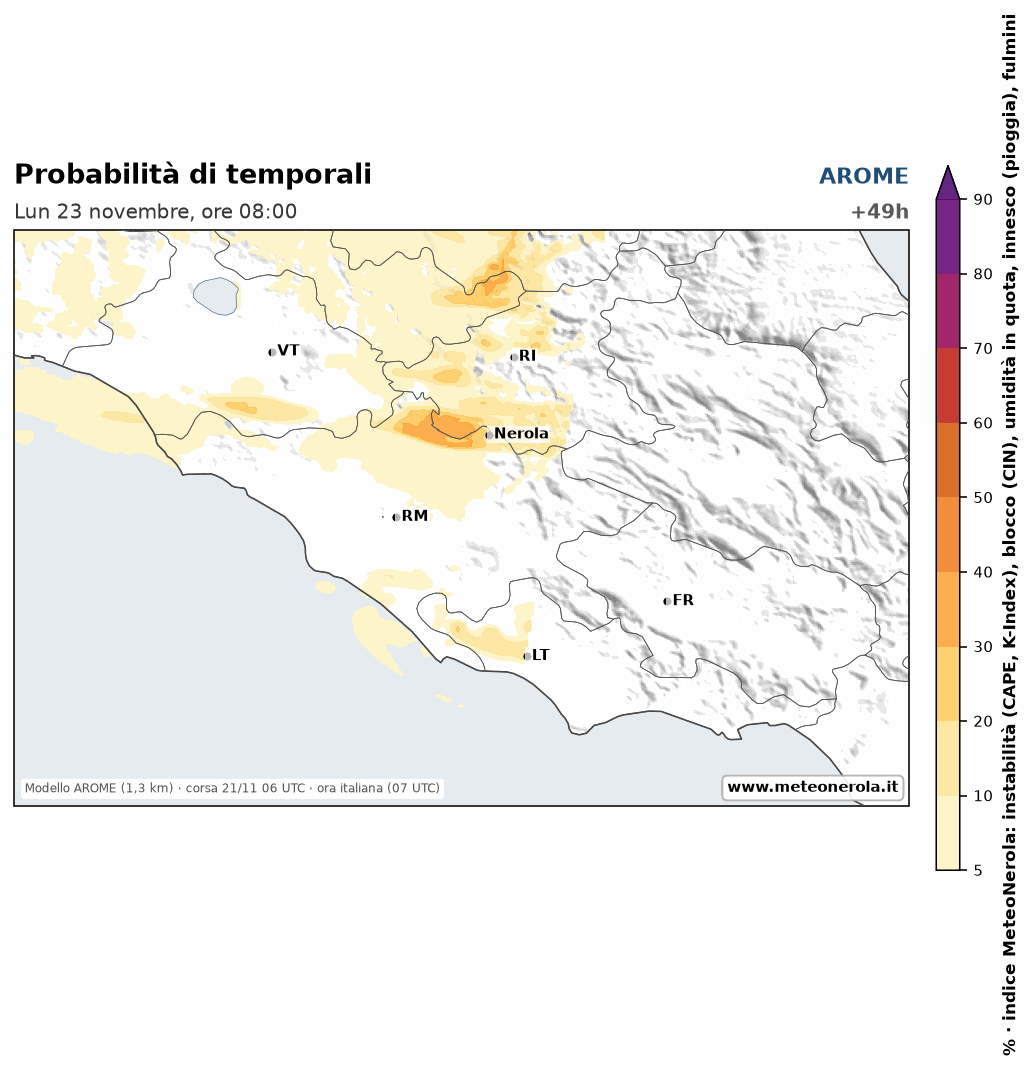 Probabilità di temporali
AROME
Lun 23 novembre, ore 08:00
+49h
VT
RI
Nerola
RM
FR
LT
Modello AROME (1,3 km) · corsa 21/11 06 UTC · ora italiana (07 UTC)
www.meteonerola.it
90
80
70
60
50
40
30
20
10
5
% · indice MeteoNerola: instabilità (CAPE, K-Index), blocco (CIN), umidità in quota, innesco (pioggia), fulmini